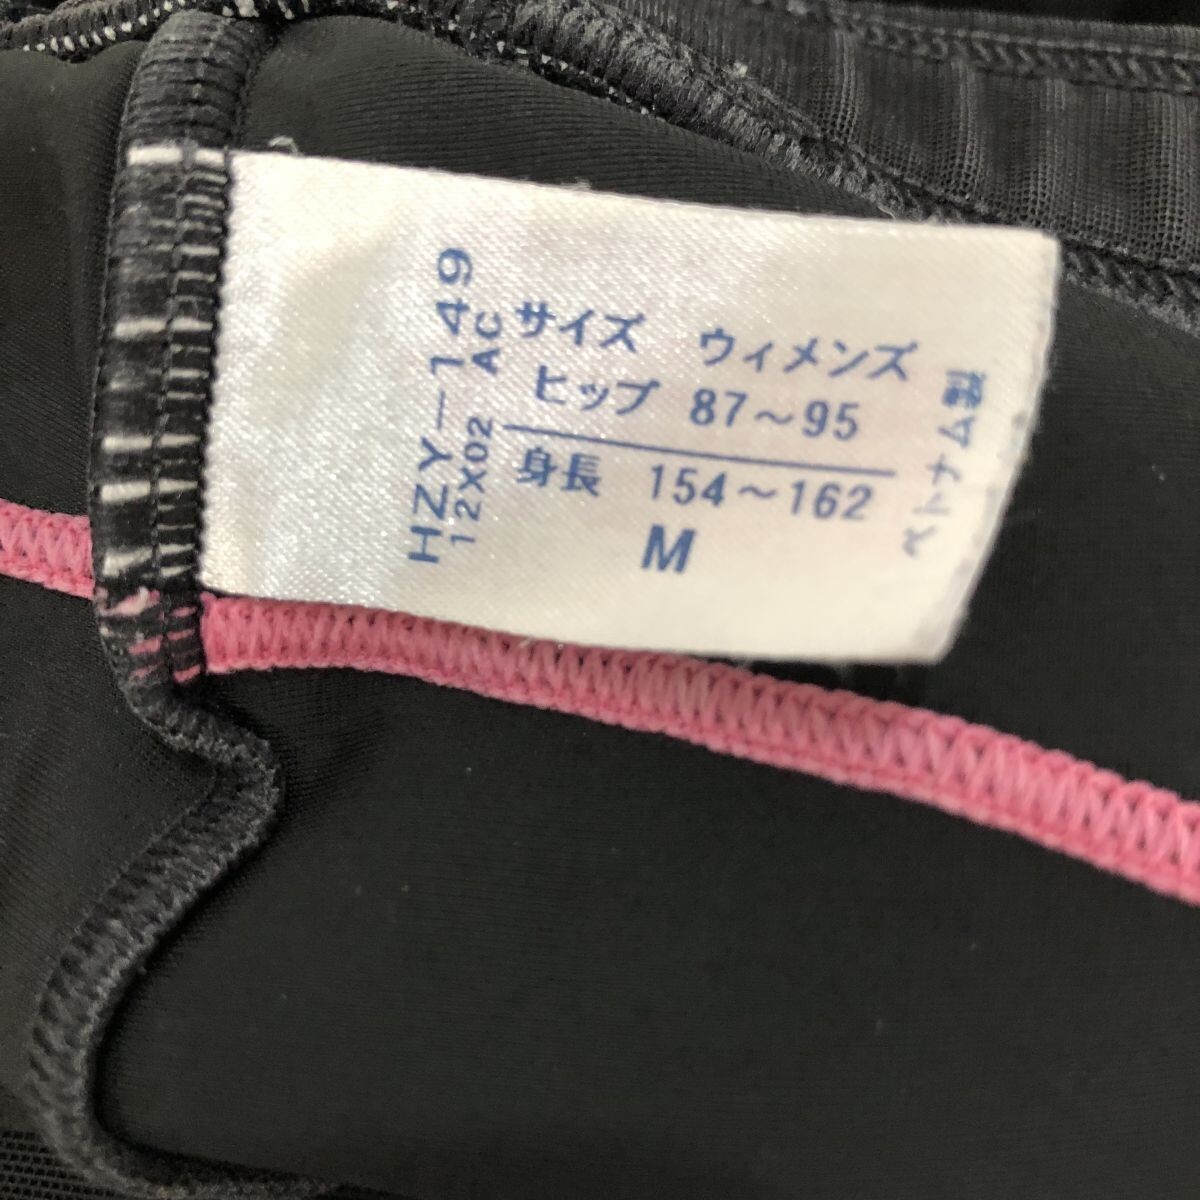 サイズ ウィメンズ
ヒップ 87～95
身長 154～162
M
HZY-149
12X02 AC
ベトナム製